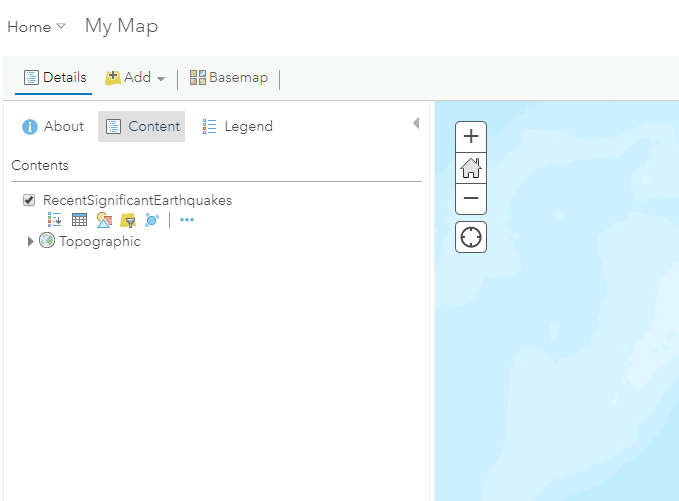 Home My Map
Details Add Basemap
About Content Legend
Contents
RecentSignificantEarthquakes
Topographic